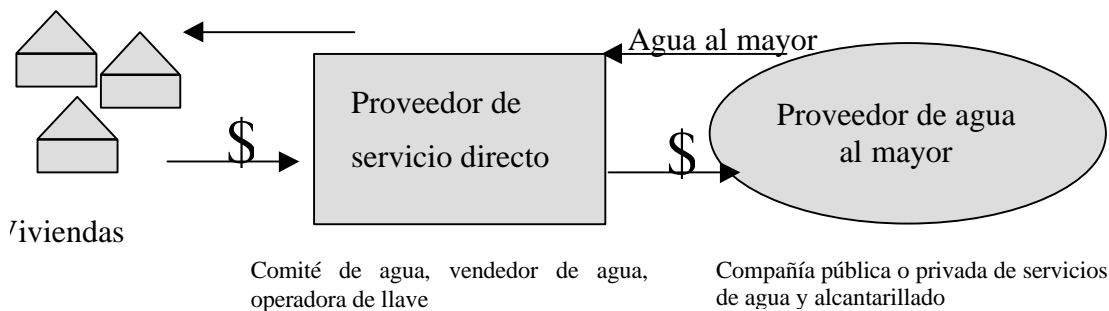 Agua al mayor
Proveedor de
servicio directo
Proveedor de agua
al mayor
$
$
Viviendas
Comité de agua, vendedor de agua,
operadora de llave
Compañía pública o privada de servicios
de agua y alcantarillado